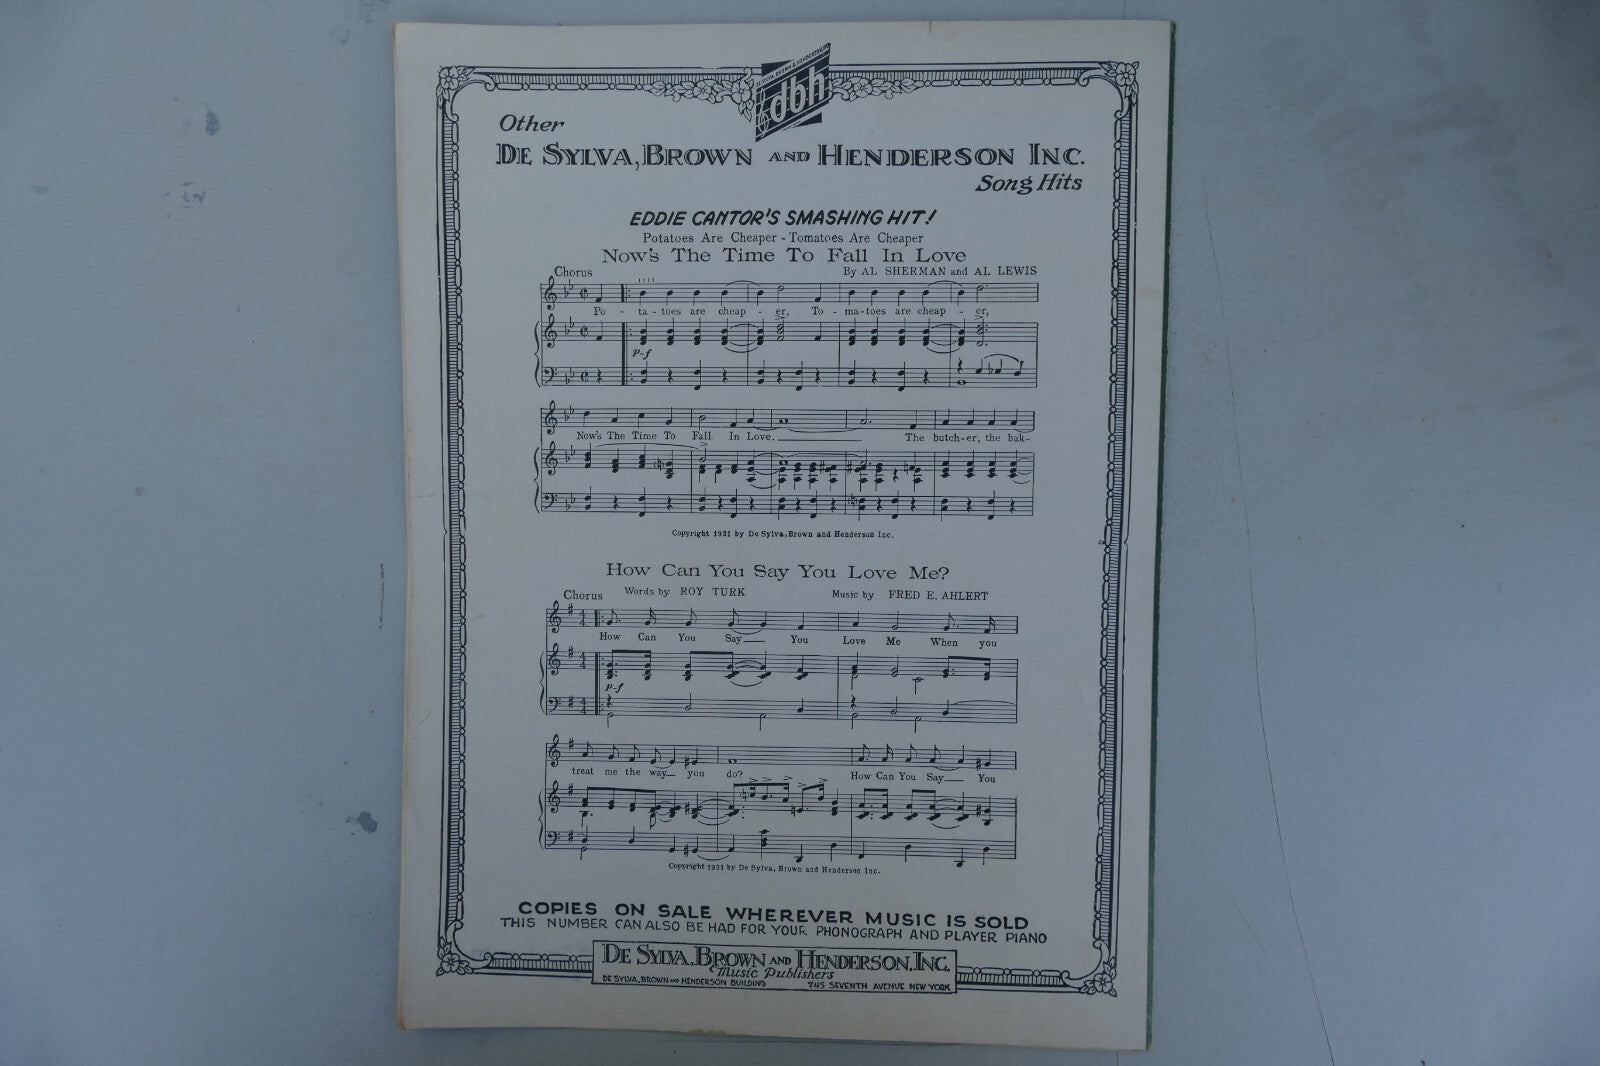 dbh
Other
DE SYLVA, BROWN AND HENDERSON INC.
Song Hits
EDDIE CANTOR'S SMASHING HIT!
Potatoes Are Cheaper - Tomatoes Are Cheaper
Now's The Time To Fall In Love
Chorus By AL SHERMAN and AL LEWIS
Po - ta - toes are cheap - er, To - ma-toes are cheap - er,
p-f
Now's The Time To Fall In Love. The butch-er, the bak-
Copyright 1931 by De Sylva, Brown and Henderson Inc.
How Can You Say You Love Me?
Chorus Words by ROY TURK Music by FRED E. AHLERT
How Can You Say You Love Me When you
p-f
treat me the way you do? How Can You Say You
Copyright 1931 by De Sylva, Brown and Henderson Inc.
COPIES ON SALE WHEREVER MUSIC IS SOLD
THIS NUMBER CAN ALSO BE HAD FOR YOUR PHONOGRAPH AND PLAYER PIANO
DE SYLVA, BROWN AND HENDERSON, INC.
Music Publishers
DE SYLVA, BROWN AND HENDERSON BUILDING 745 SEVENTH AVENUE NEW YORK